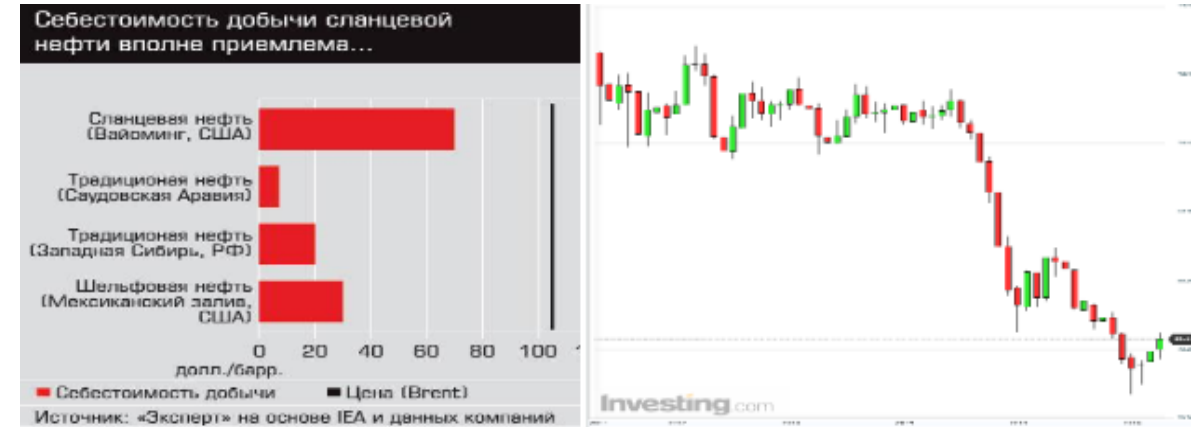 Себестоимость добычи сланцевой
нефти вполне приемлема...
Сланцевая нефть
(Вайоминг, США)
Традиционая нефть
(Саудовская Аравия)
Традиционая нефть
(Западная Сибирь, РФ)
Шельфовая нефть
(Мексиканский залив,
США)
0 20 40 60 80 100
долл./барр.
Себестоимость добычи Цена (Brent)
Источник: «Эксперт» на основе IEA и данных компаний
Investing.com